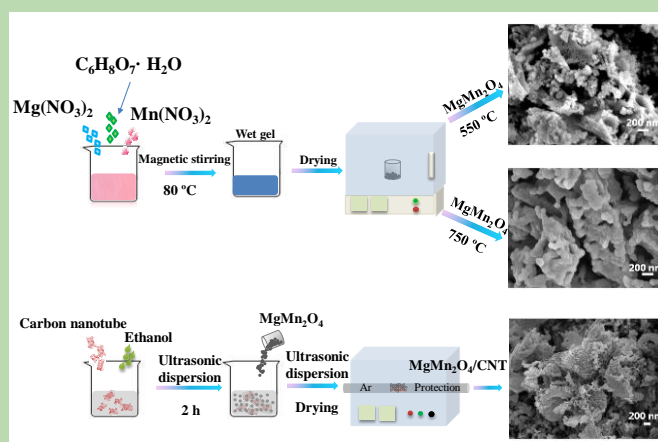 C₆H₈O₇· H₂O
Mg(NO₃)₂
Mn(NO₃)₂
Magnetic stirring
80 ºC
Wet gel
Drying
MgMn₂O₄
550 ºC
200 nm
MgMn₂O₄
750 ºC
200 nm
Carbon nanotube
Ethanol
Ultrasonic
dispersion
2 h
MgMn₂O₄
Ultrasonic
dispersion
Drying
Ar
Protection
MgMn₂O₄/CNT
200 nm